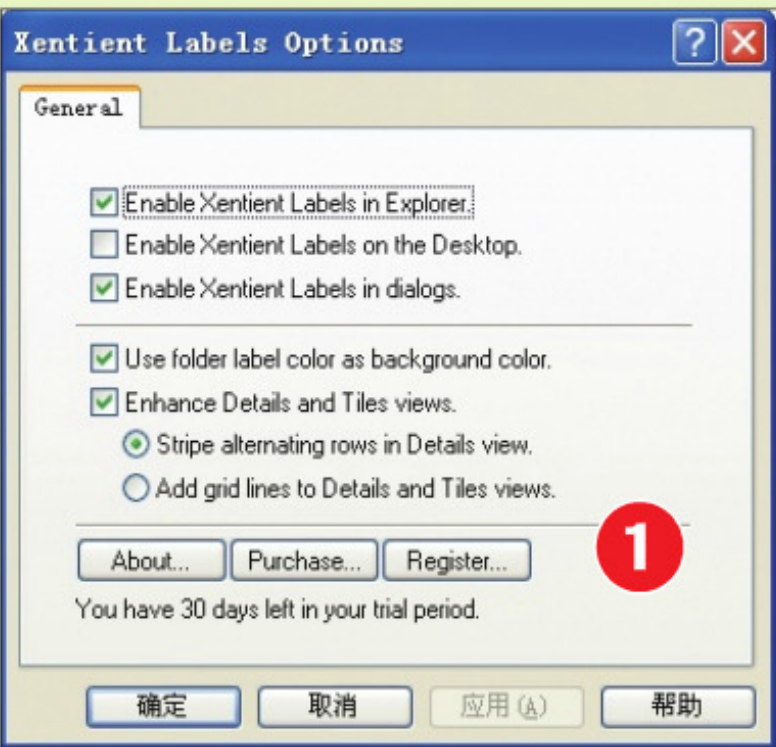 Xentient Labels Options
General
Enable Xentient Labels in Explorer.
Enable Xentient Labels on the Desktop.
Enable Xentient Labels in dialogs.
Use folder label color as background color.
Enhance Details and Tiles views.
Stripe alternating rows in Details view.
Add grid lines to Details and Tiles views.
1
About... Purchase... Register...
You have 30 days left in your trial period.
确定 取消 应用(A) 帮助